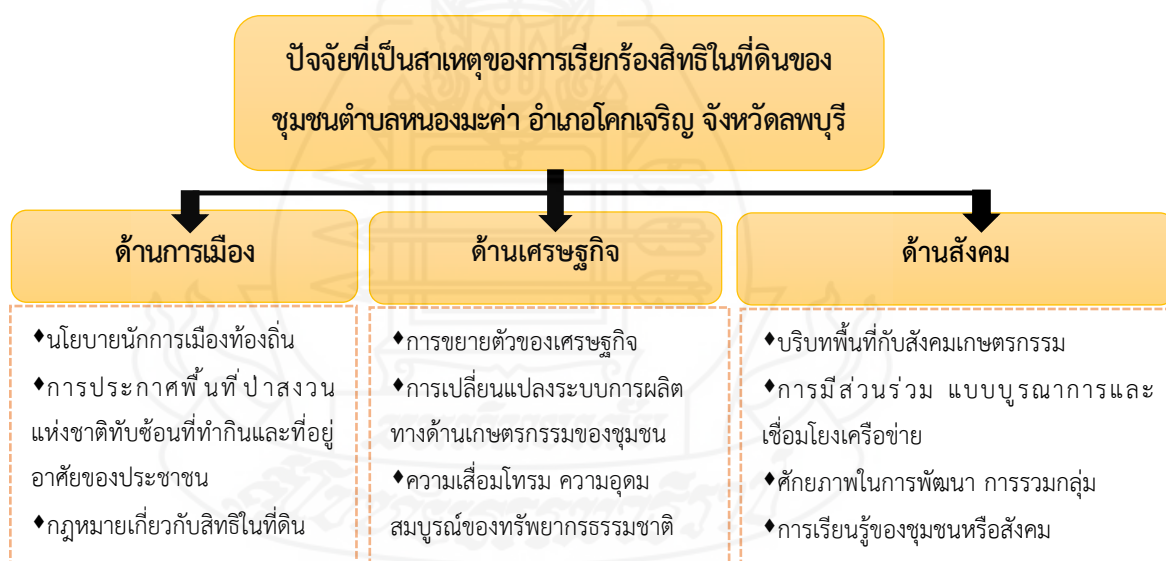 ปัจจัยที่เป็นสาเหตุของการเรียกร้องสิทธิในที่ดินของ
ชุมชนตำบลหนองมะค่า อำเภอโคกเจริญ จังหวัดลพบุรี
ด้านการเมือง
♦นโยบายนักการเมืองท้องถิ่น
♦การประกาศพื้นที่ป่าสงวน
แห่งชาติทับซ้อนที่ทำกินและที่อยู่
อาศัยของประชาชน
♦กฎหมายเกี่ยวกับสิทธิในที่ดิน
ด้านเศรษฐกิจ
♦การขยายตัวของเศรษฐกิจ
♦การเปลี่ยนแปลงระบบการผลิต
ทางด้านเกษตรกรรมของชุมชน
♦ความเสื่อมโทรม ความอุดม
สมบูรณ์ของทรัพยากรธรรมชาติ
ด้านสังคม
♦บริบทพื้นที่กับสังคมเกษตรกรรม
♦การมีส่วนร่วม แบบบูรณาการและ
เชื่อมโยงเครือข่าย
♦ศักยภาพในการพัฒนา การรวมกลุ่ม
♦การเรียนรู้ของชุมชนหรือสังคม